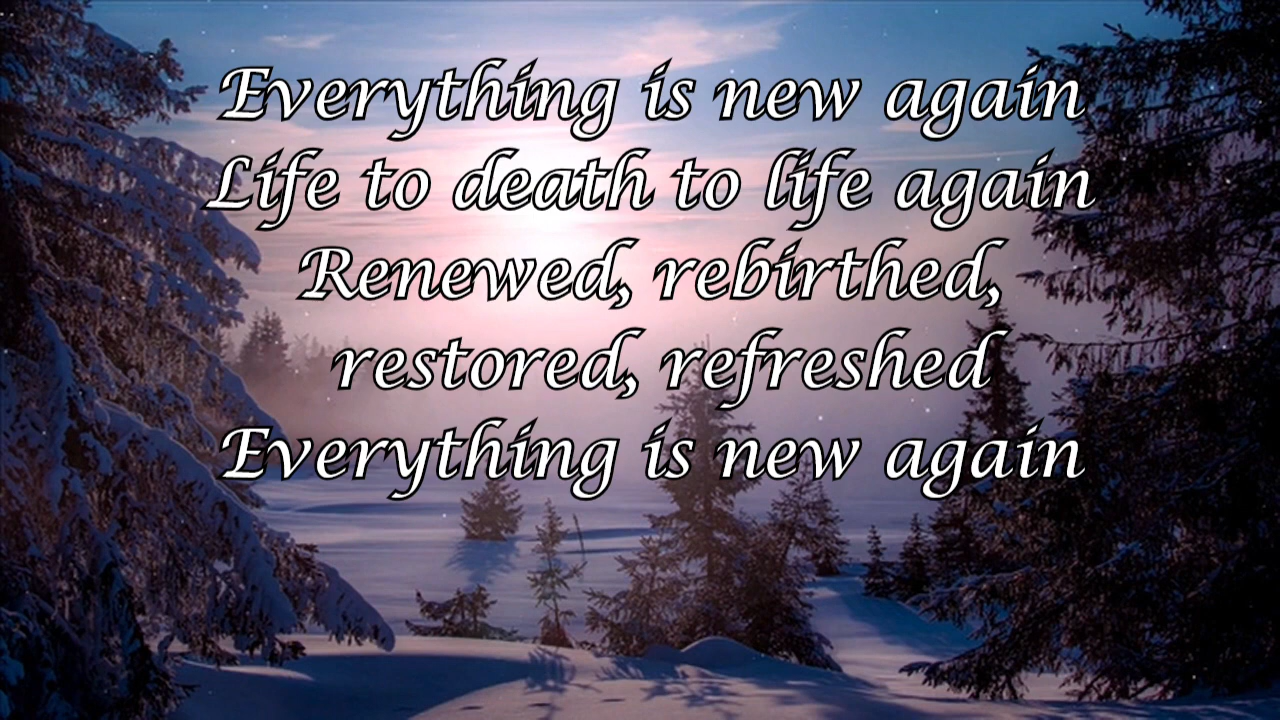 Everything is new again
Life to death to life again
Renewed, rebirthed,
restored, refreshed
Everything is new again